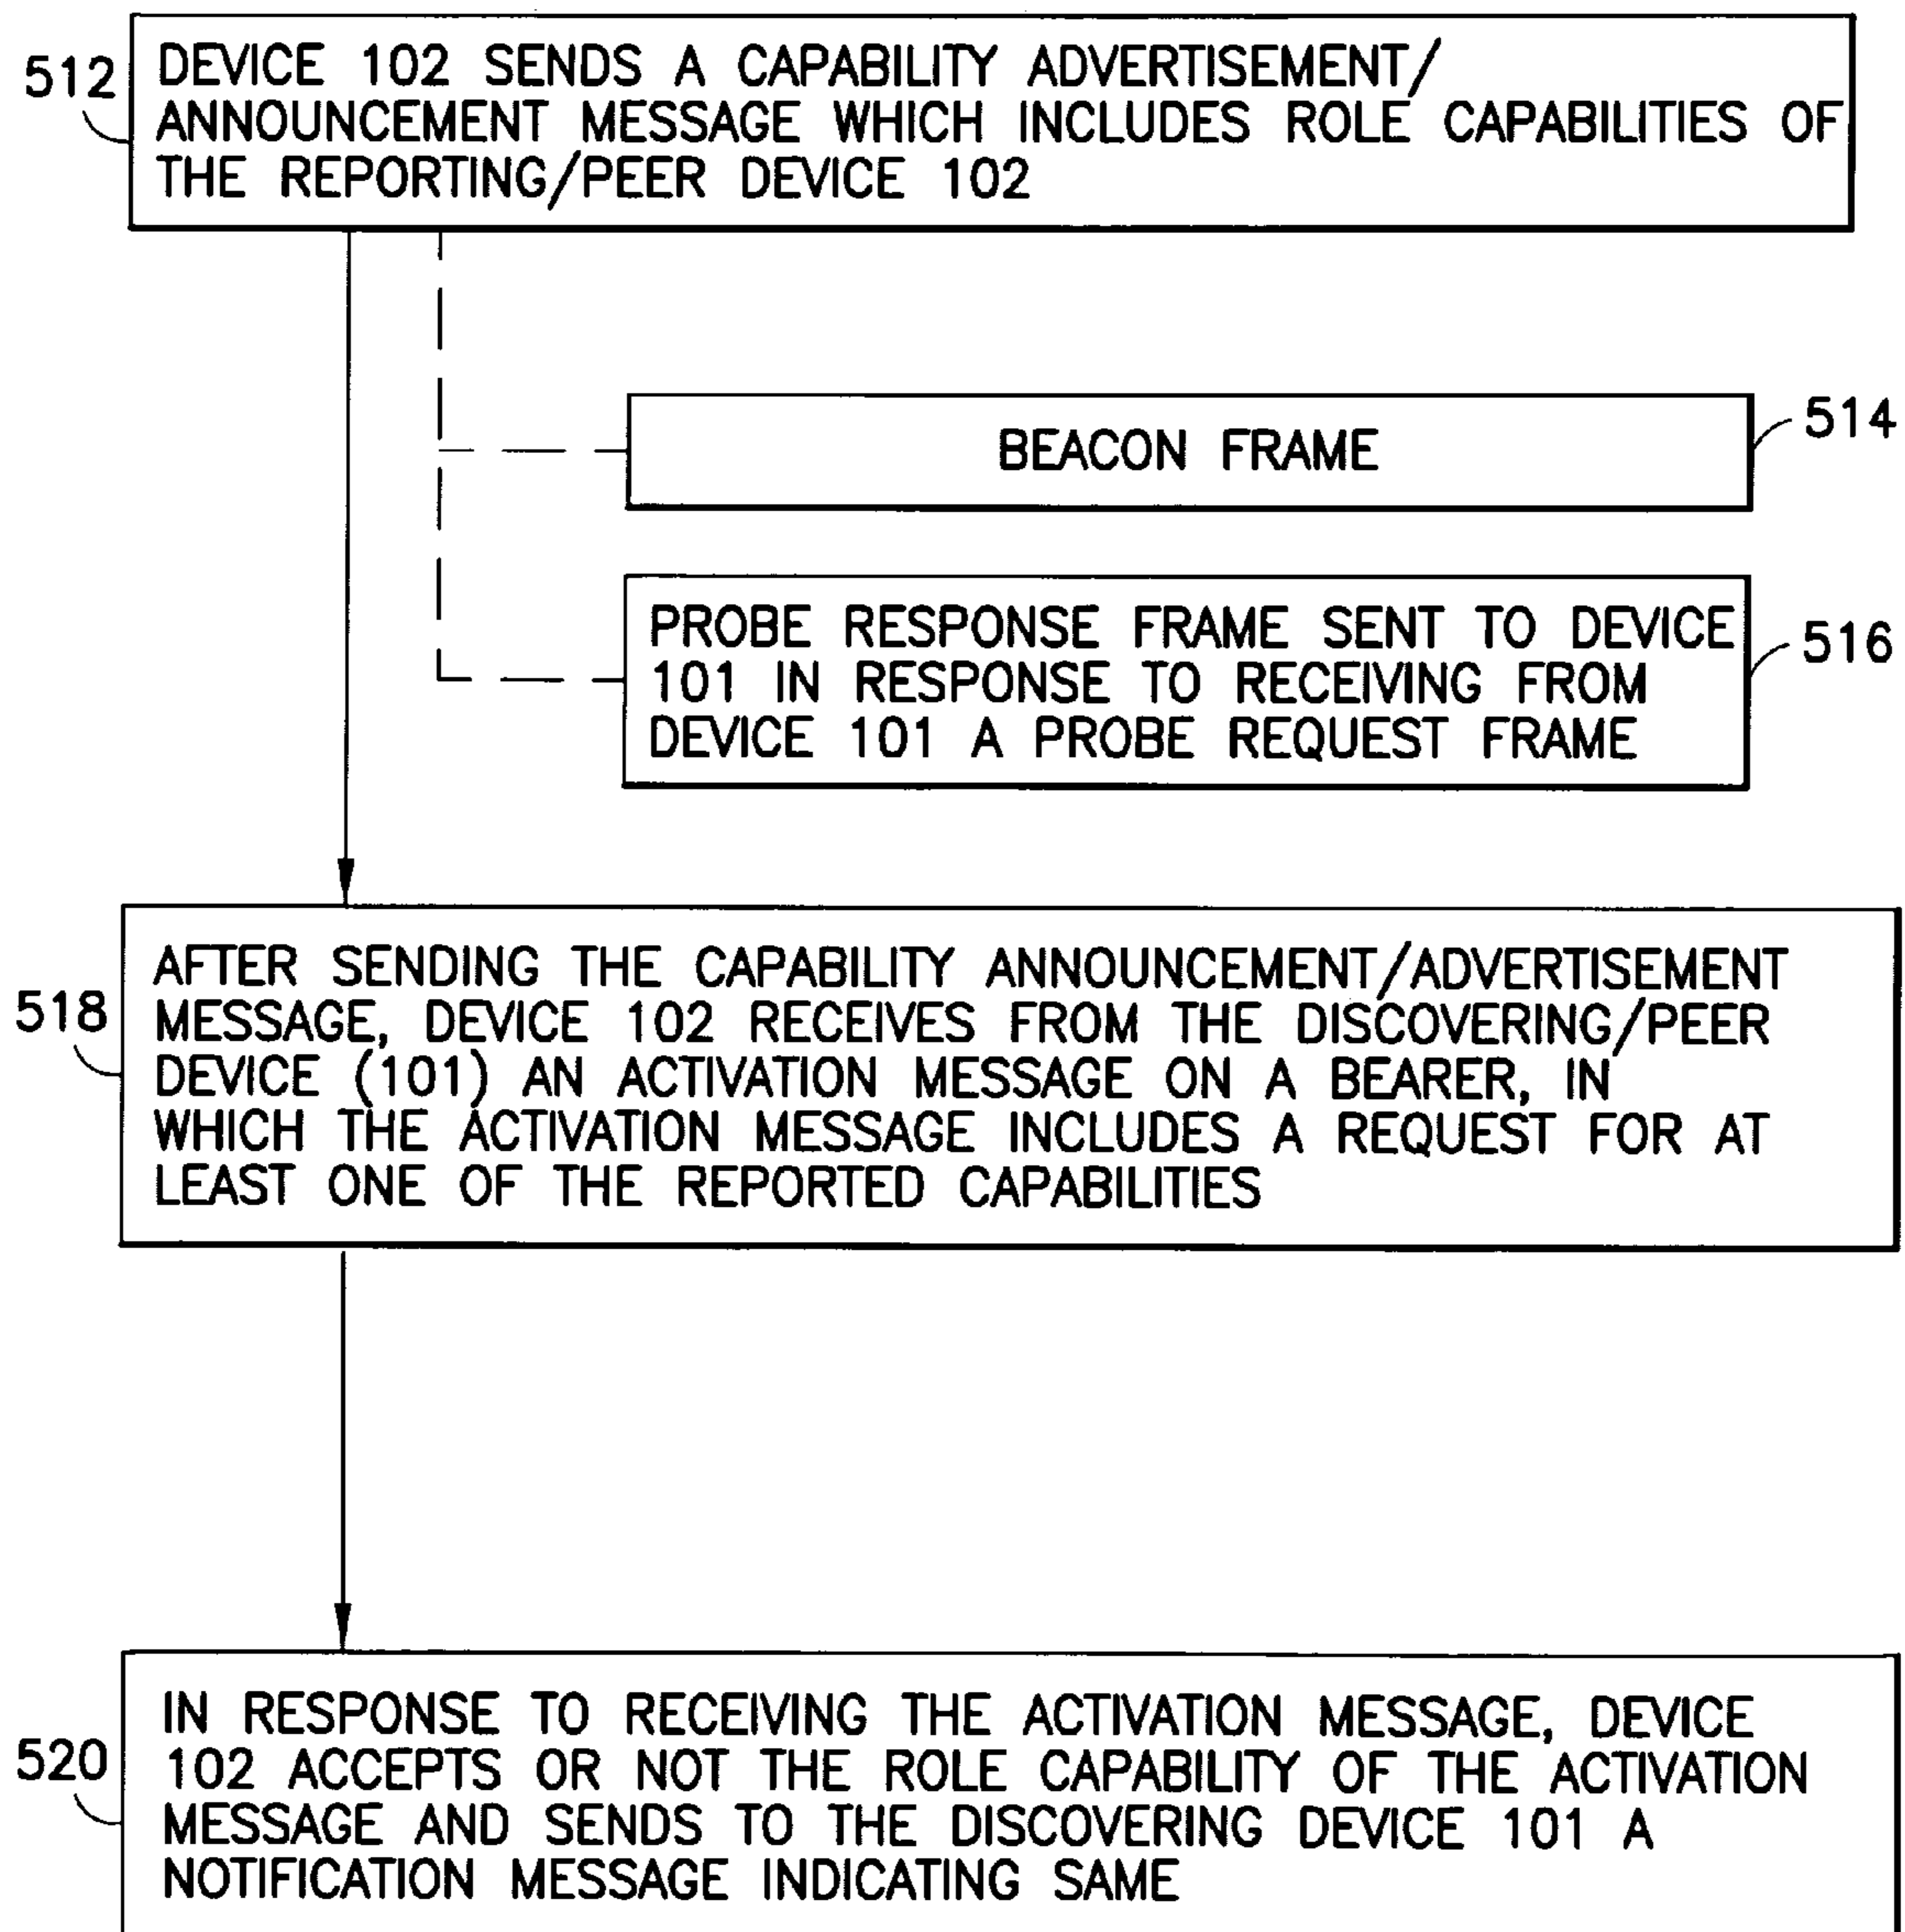 512
DEVICE 102 SENDS A CAPABILITY ADVERTISEMENT/
ANNOUNCEMENT MESSAGE WHICH INCLUDES ROLE CAPABILITIES OF
THE REPORTING/PEER DEVICE 102
BEACON FRAME
514
PROBE RESPONSE FRAME SENT TO DEVICE
101 IN RESPONSE TO RECEIVING FROM
DEVICE 101 A PROBE REQUEST FRAME
516
518
AFTER SENDING THE CAPABILITY ANNOUNCEMENT/ADVERTISEMENT
MESSAGE, DEVICE 102 RECEIVES FROM THE DISCOVERING/PEER
DEVICE (101) AN ACTIVATION MESSAGE ON A BEARER, IN
WHICH THE ACTIVATION MESSAGE INCLUDES A REQUEST FOR AT
LEAST ONE OF THE REPORTED CAPABILITIES
520
IN RESPONSE TO RECEIVING THE ACTIVATION MESSAGE, DEVICE
102 ACCEPTS OR NOT THE ROLE CAPABILITY OF THE ACTIVATION
MESSAGE AND SENDS TO THE DISCOVERING DEVICE 101 A
NOTIFICATION MESSAGE INDICATING SAME